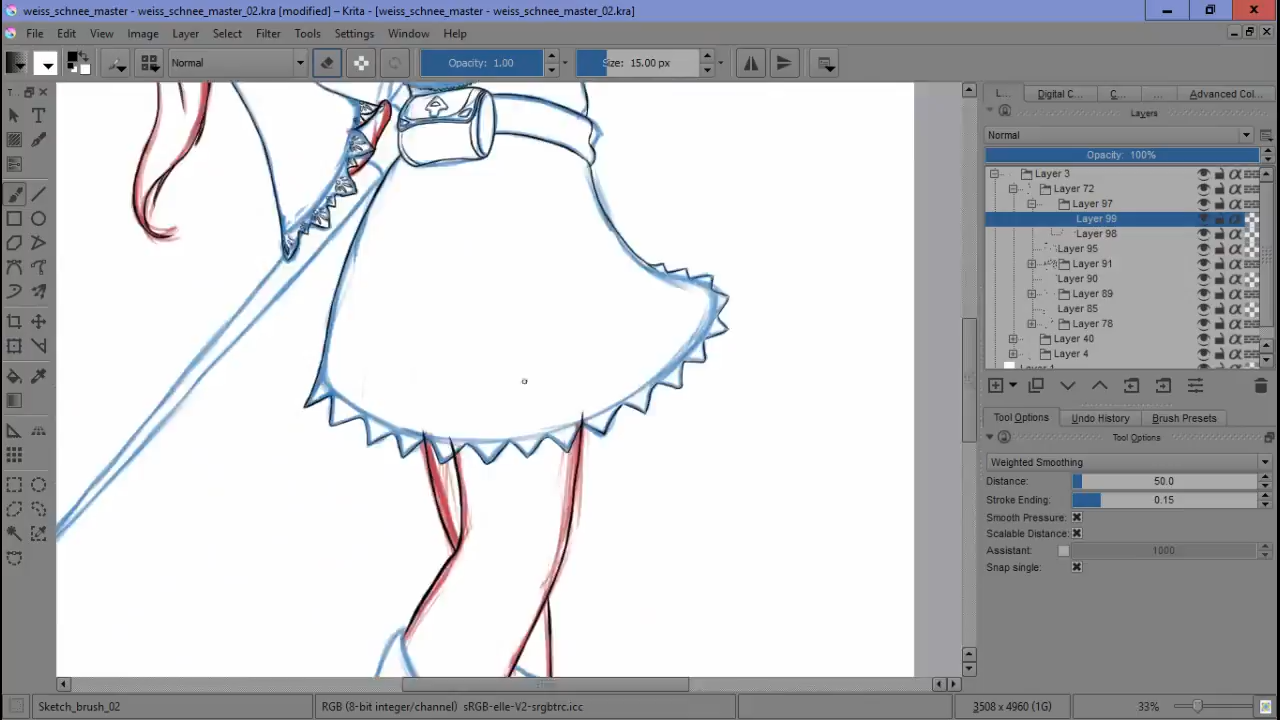 weiss_schnee_master - weiss_schnee_master_02.kra [modified] – Krita - [weiss_schnee_master - weiss_schnee_master_02.kra]
File Edit View Image Layer Select Filter Tools Settings Window Help
Normal Opacity: 1.00 Size: 15.00 px
T... L... Digital C... C... ... Advanced Col...
Layers
Normal
Opacity: 100%
Layer 3
Layer 72
Layer 97
Layer 99
Layer 98
Layer 95
Layer 91
Layer 90
Layer 89
Layer 85
Layer 78
Layer 40
Layer 4
Tool Options Undo History Brush Presets
Tool Options
Weighted Smoothing
Distance: 50.0
Stroke Ending: 0.15
Smooth Pressure:
Scalable Distance:
Assistant: 1000
Snap single:
Sketch_brush_02 RGB (8-bit integer/channel) sRGB-elle-V2-srgbtrc.icc 3508 x 4960 (1G) 33%